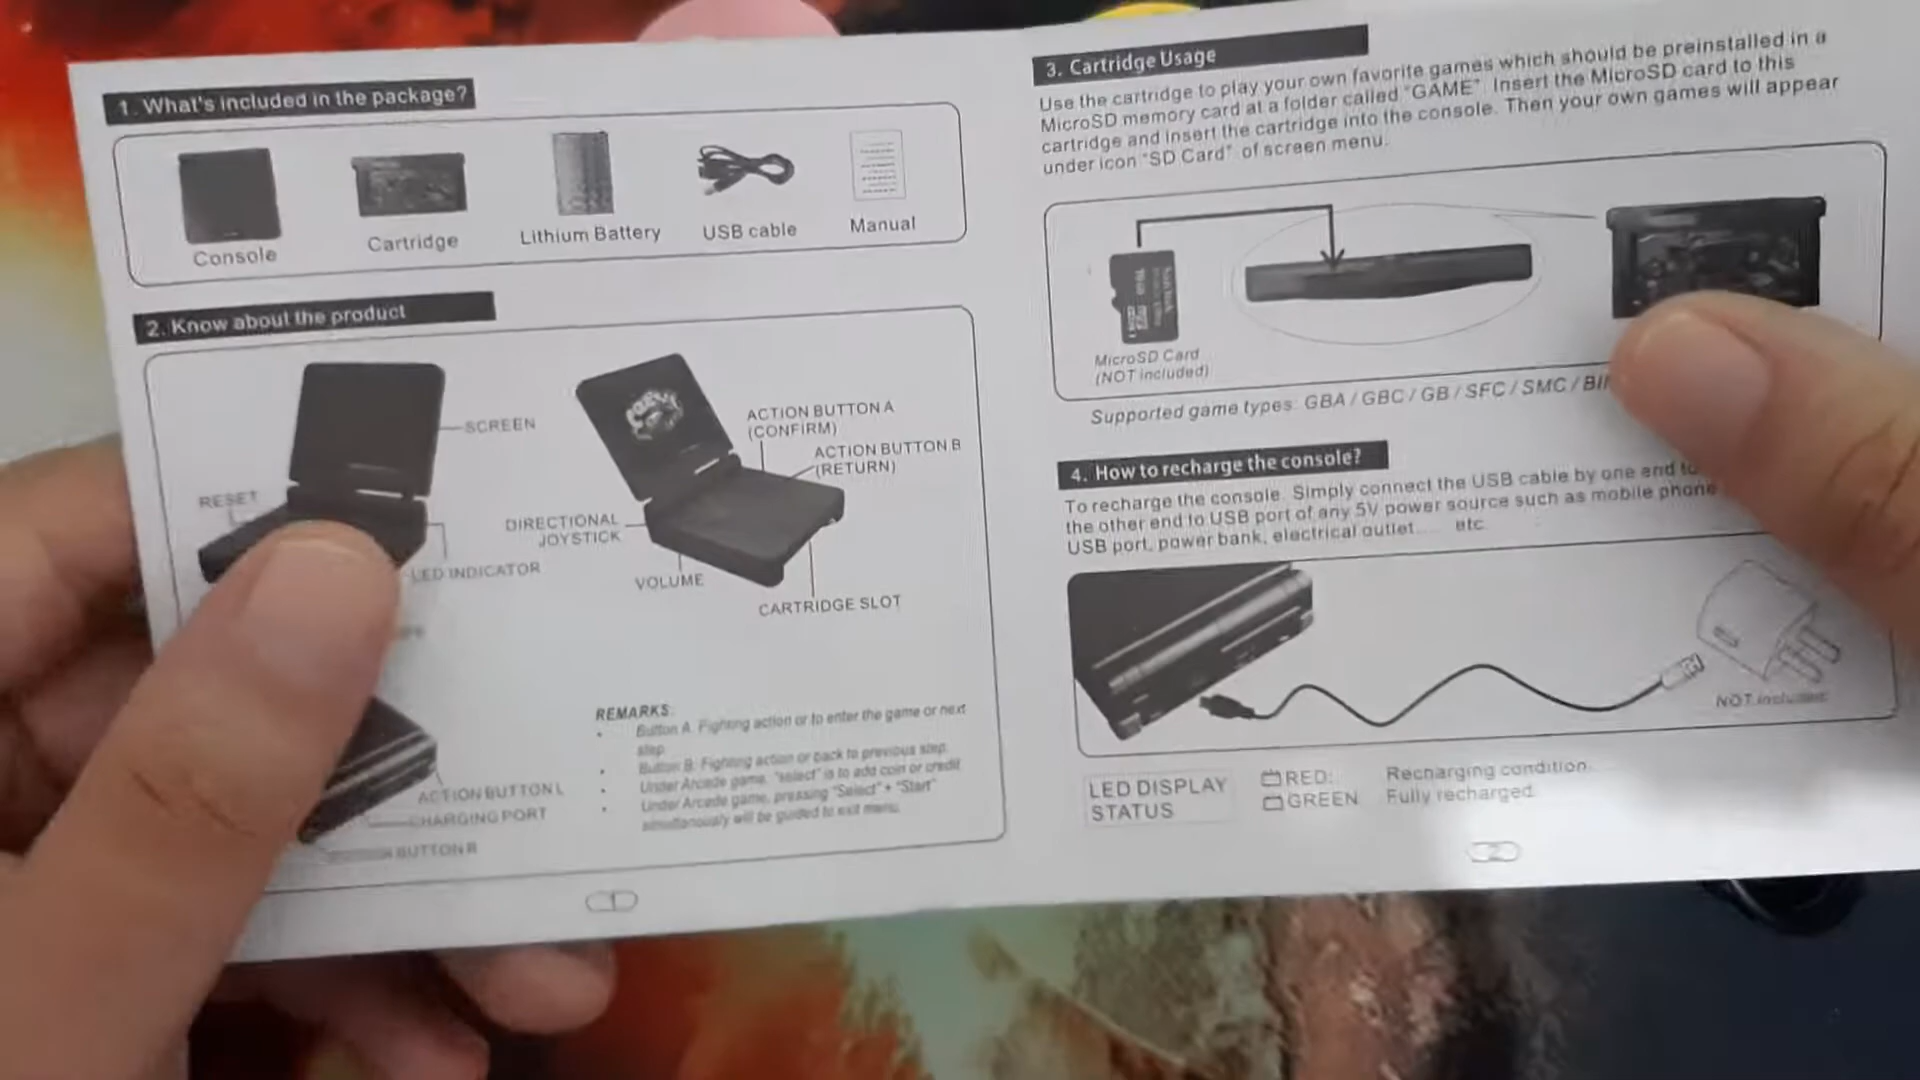 1. What's included in the package?
Console
Cartridge
Lithium Battery
USB cable
Manual
2. Know about the product
SCREEN
RESET
LED INDICATOR
ACTION BUTTON A
(CONFIRM)
ACTION BUTTON B
(RETURN)
DIRECTIONAL
JOYSTICK
VOLUME
CARTRIDGE SLOT
ACTION BUTTON L
CHARGING PORT
BUTTON R
REMARKS:
• Button A: Fighting action or to enter the game or next
step
• Button B: Fighting action or back to previous step.
• Under Arcade game, "select" is to add coin or credit
• Under Arcade game, pressing "Select" + "Start"
simultanously will be guided to exit menu.
1
3. Cartridge Usage
Use the cartridge to play your own favorite games which should be preinstalled in a
MicroSD memory card at a folder called "GAME". Insert the MicroSD card to this
cartridge and insert the cartridge into the console. Then your own games will appear
under icon "SD Card" of screen menu.
MicroSD Card
(NOT included)
Supported game types: GBA / GBC / GB / SFC / SMC /
4. How to recharge the console?
To recharge the console. Simply connect the USB cable by one end to
the other end to USB port of any 5V power source such as mobile phone
USB port, power bank, electrical outlet..... etc
NOT included
LED DISPLAY
STATUS
RED: Recharging condition.
GREEN Fully recharged.
2